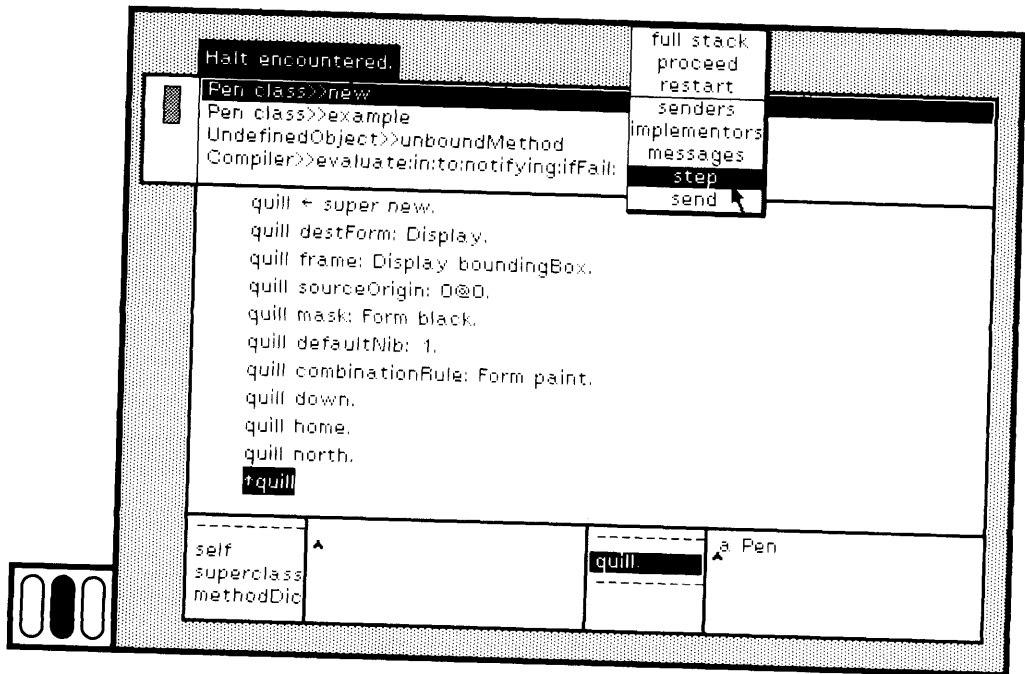 Halt encountered.
full stack
proceed
restart
senders
implementors
messages
step
send
Pen class>>new
Pen class>>example
UndefinedObject>>unboundMethod
Compiler>>evaluate:in:to:notifying:ifFail:
quill ← super new.
quill destForm: Display.
quill frame: Display boundingBox.
quill sourceOrigin: 0@0.
quill mask: Form black.
quill defaultNib: 1.
quill combinationRule: Form paint.
quill down.
quill home.
quill north.
↑quill
self
superclass
methodDic
quill
a Pen